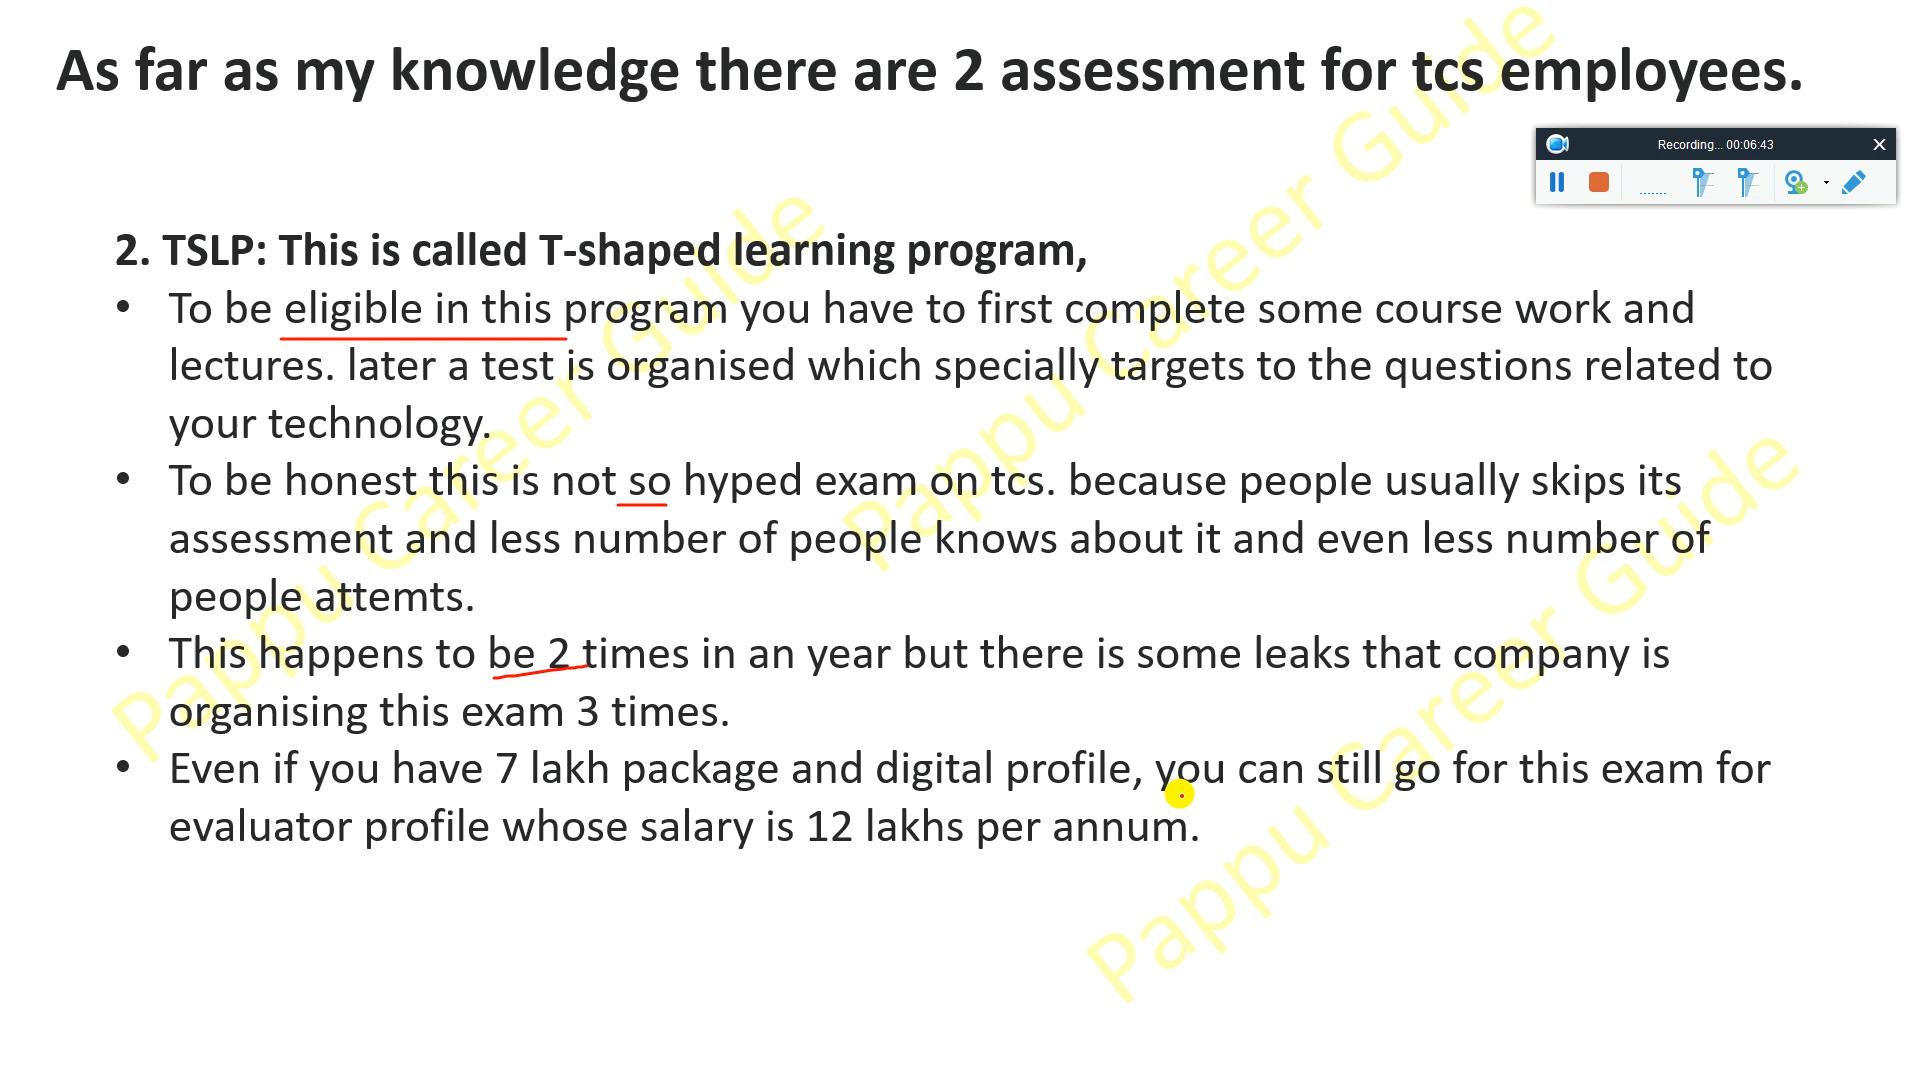 As far as my knowledge there are 2 assessment for tcs employees.
Recording... 00:06:43
2. TSLP: This is called T-shaped learning program,
• To be eligible in this program you have to first complete some course work and
lectures. later a test is organised which specially targets to the questions related to
your technology.
• To be honest this is not so hyped exam on tcs. because people usually skips its
assessment and less number of people knows about it and even less number of
people attemts.
• This happens to be 2 times in an year but there is some leaks that company is
organising this exam 3 times.
• Even if you have 7 lakh package and digital profile, you can still go for this exam for
evaluator profile whose salary is 12 lakhs per annum.
Pappu Career Guide
Pappu Career Guide
Pappu Career Guide